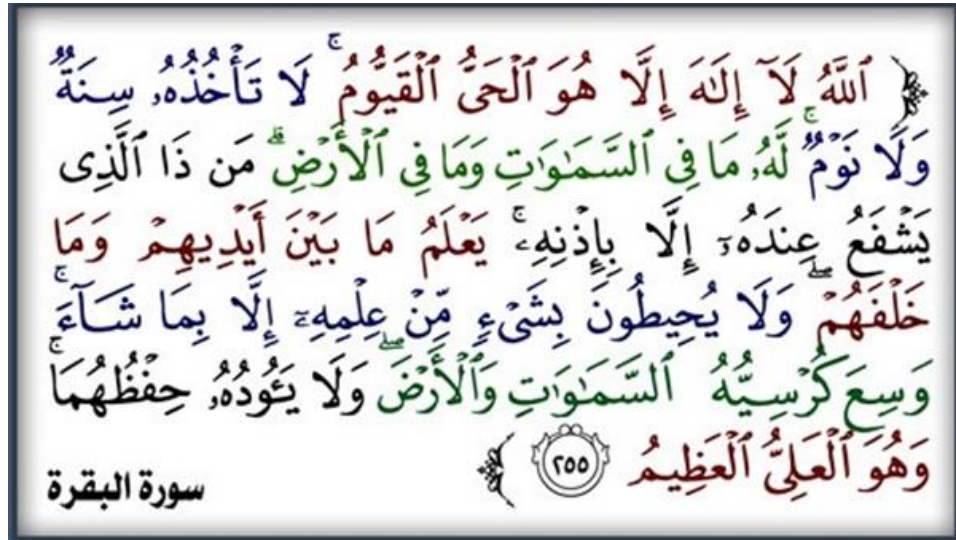 ﴿ ٱللَّهُ لَآ إِلَـٰهَ إِلَّا هُوَ ٱلْحَىُّ ٱلْقَيُّومُ ۚ لَا تَأْخُذُهُۥ سِنَةٌ
وَلَا نَوْمٌ ۚ لَّهُۥ مَا فِى ٱلسَّمَـٰوَٰتِ وَمَا فِى ٱلْأَرْضِ ۗ مَن ذَا ٱلَّذِى
يَشْفَعُ عِندَهُۥٓ إِلَّا بِإِذْنِهِۦ ۚ يَعْلَمُ مَا بَيْنَ أَيْدِيهِمْ وَمَا
خَلْفَهُمْ ۖ وَلَا يُحِيطُونَ بِشَىْءٍ مِّنْ عِلْمِهِۦٓ إِلَّا بِمَا شَآءَ ۚ
وَسِعَ كُرْسِيُّهُ ٱلسَّمَـٰوَٰتِ وَٱلْأَرْضَ ۖ وَلَا يَـُٔودُهُۥ حِفْظُهُمَا ۚ
وَهُوَ ٱلْعَلِىُّ ٱلْعَظِيمُ ٢٥٥ ﴾
سورة البقرة